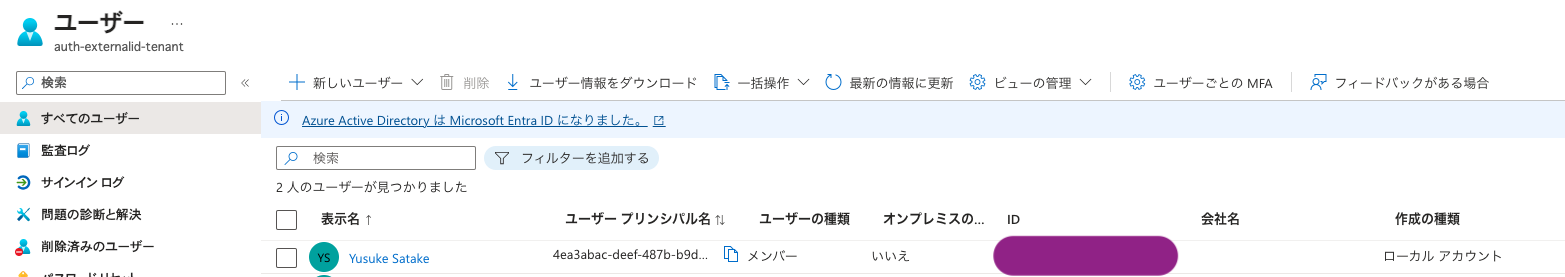 ユーザー ...
auth-externalid-tenant
検索 «
新しいユーザー 削除 ユーザー情報をダウンロード 一括操作 最新の情報に更新 ビューの管理 ユーザーごとの MFA フィードバックがある場合
すべてのユーザー
監査ログ
サインイン ログ
問題の診断と解決
削除済みのユーザー
パスワード リセット
Azure Active Directory は Microsoft Entra ID になりました。
検索 フィルターを追加する
2 人のユーザーが見つかりました
表示名 ↑ ユーザー プリンシパル名 ↑↓ ユーザーの種類 オンプレミスの... ID 会社名 作成の種類
YS Yusuke Satake 4ea3abac-deef-487b-b9d... メンバー いいえ ローカル アカウント